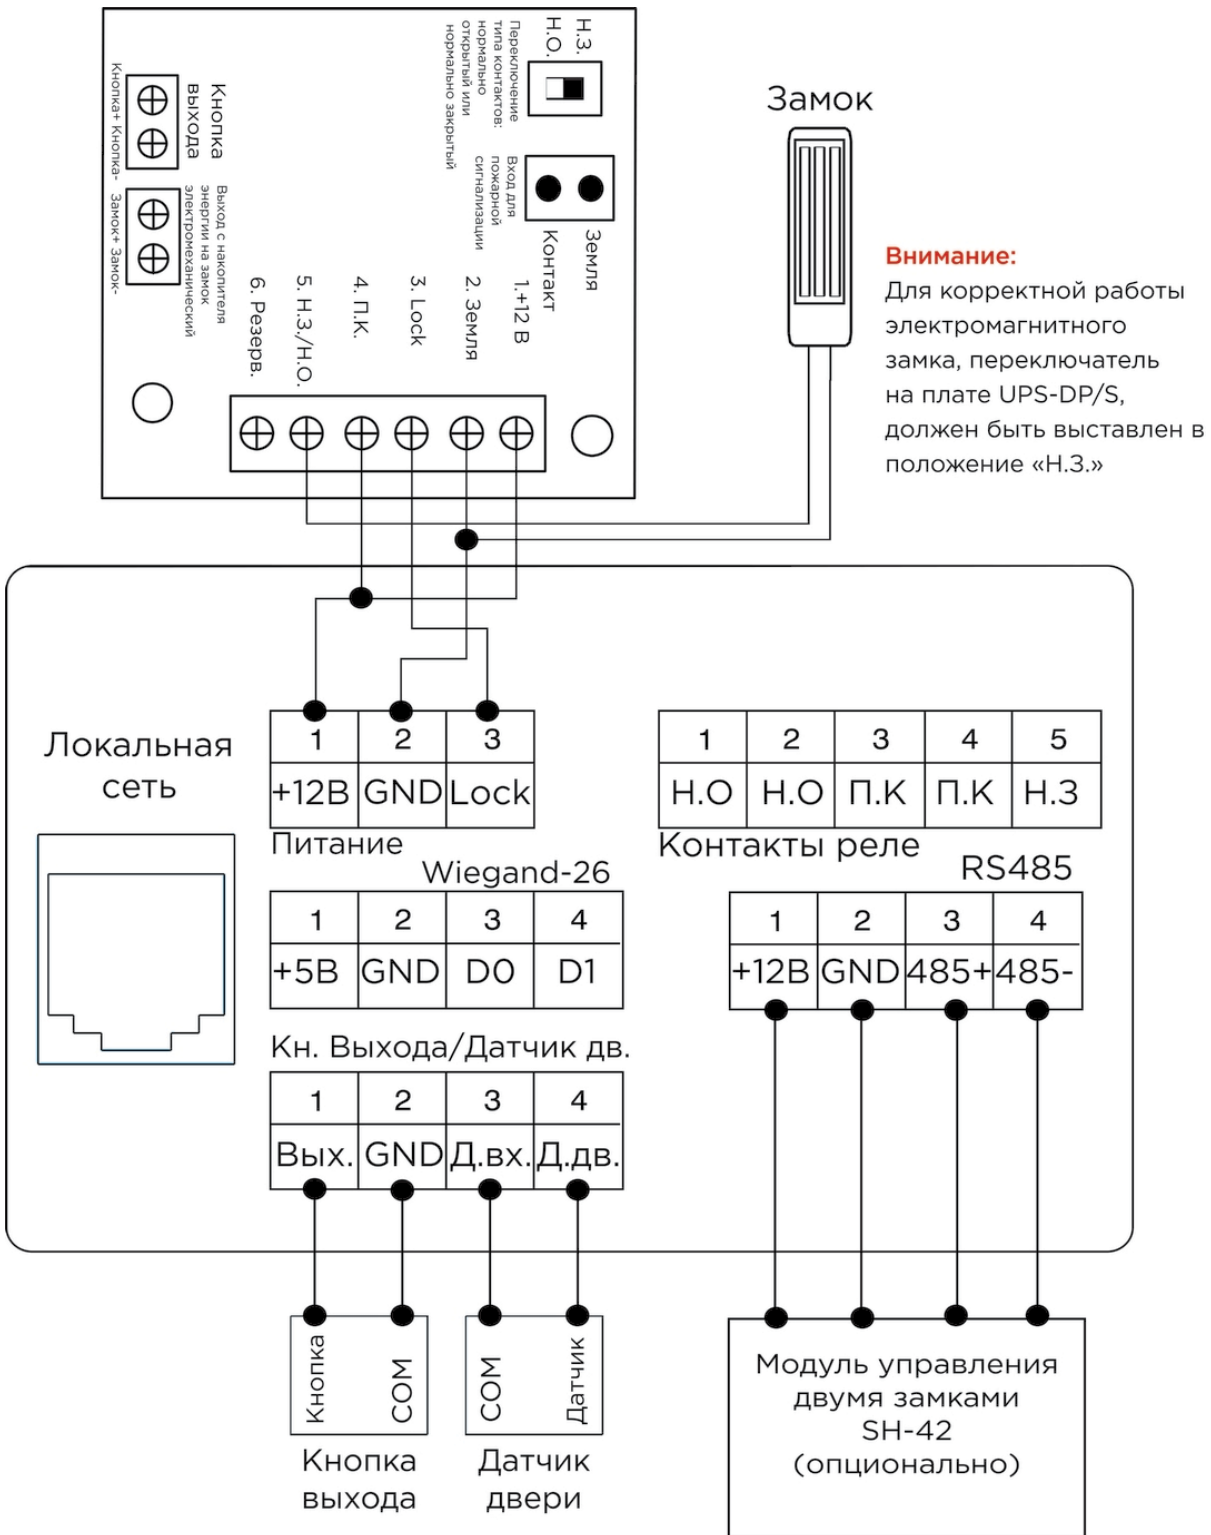 Кнопка+ Кнопка-
Кнопка
выхода
Замок+ Замок-
Выход с накопителя
энергии на замок
электромеханический
Переключение
типа контактов:
нормально
открытый или
нормально закрытый
Н.З.
Н.О.
Вход для
пожарной
сигнализации
Контакт
Земля
6. Резерв.
5. Н.З./Н.О.
4. П.К.
3. Lock
2. Земля
1.+12 В
Замок
Внимание:
Для корректной работы
электромагнитного
замка, переключатель
на плате UPS-DP/S,
должен быть выставлен в
положение «Н.З.»
Локальная
сеть
1 2 3
+12В GND Lock
Питание
1 2 3 4 5
Н.О Н.О П.К П.К Н.З
Контакты реле
Wiegand-26
1 2 3 4
+5В GND D0 D1
RS485
1 2 3 4
+12В GND 485+ 485-
Кн. Выхода/Датчик дв.
1 2 3 4
Вых. GND Д.вх. Д.дв.
Кнопка
COM
Кнопка
выхода
COM
Датчик
Датчик
двери
Модуль управления
двумя замками
SH-42
(опционально)